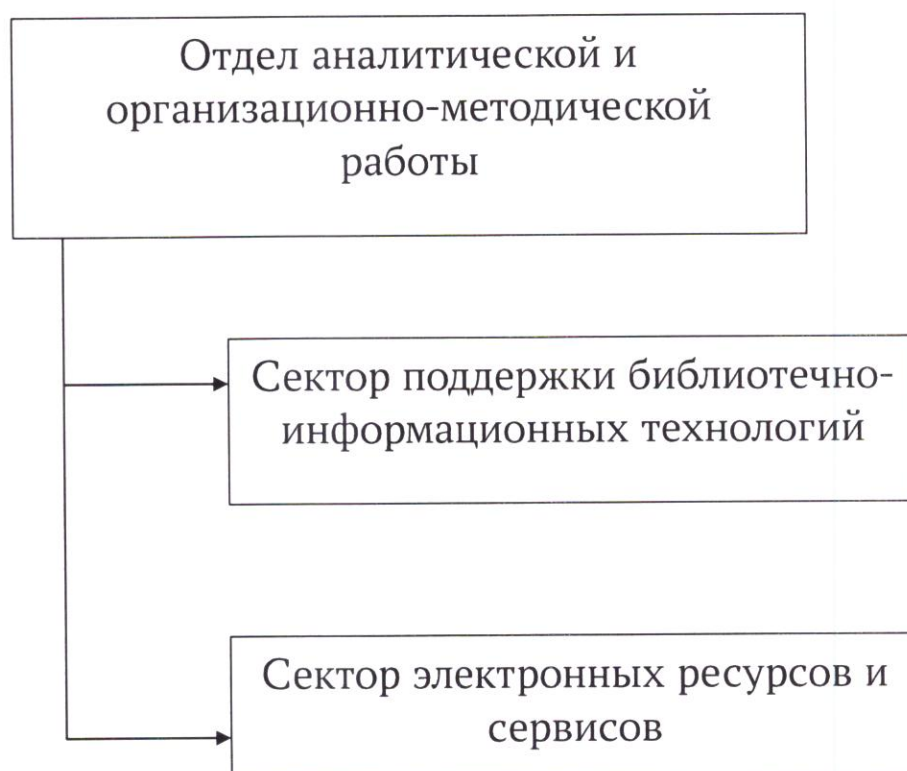 Отдел аналитической и
организационно-методической
работы
Сектор поддержки библиотечно-
информационных технологий
Сектор электронных ресурсов и
сервисов